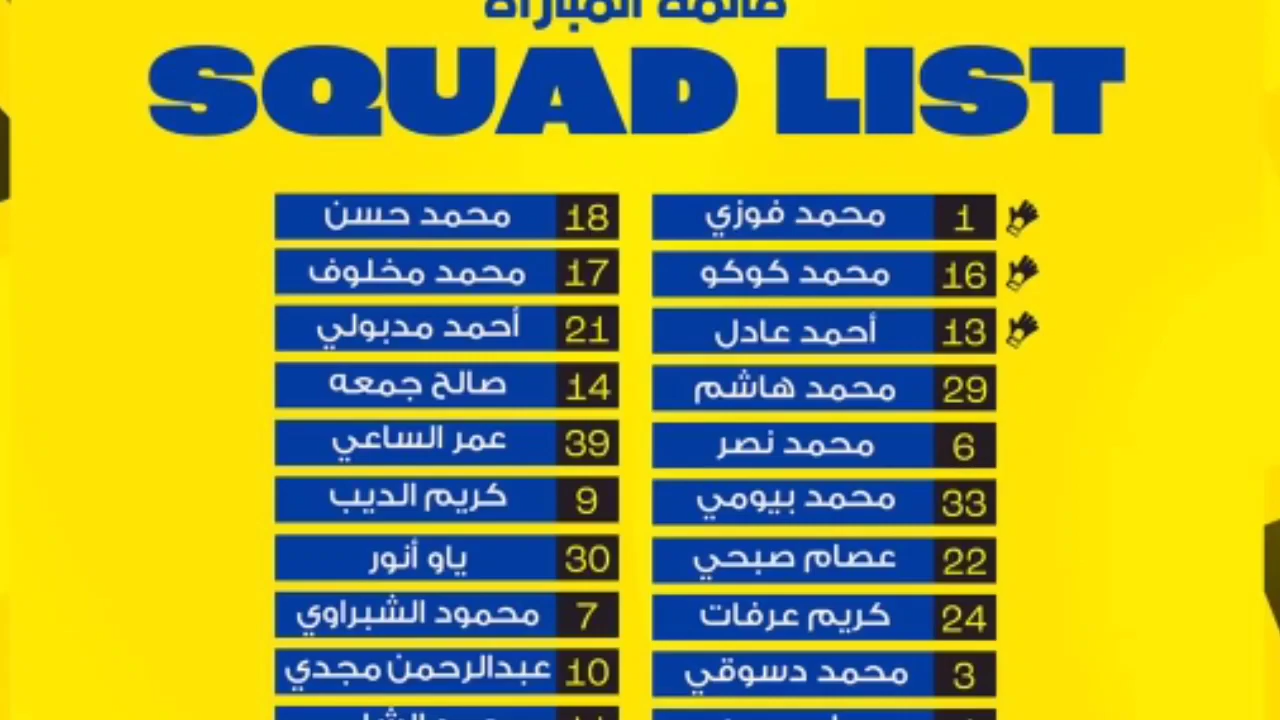 قائمة المباراة
SQUAD LIST
1 محمد فوزي
16 محمد كوكو
13 أحمد عادل
29 محمد هاشم
6 محمد نصر
33 محمد بيومي
22 عصام صبحي
24 كريم عرفات
3 محمد دسوقي
18 محمد حسن
17 محمد مخلوف
21 أحمد مدبولي
14 صالح جمعه
39 عمر الساعي
9 كريم الديب
30 ياو أنور
7 محمود الشبراوي
10 عبدالرحمن مجدي